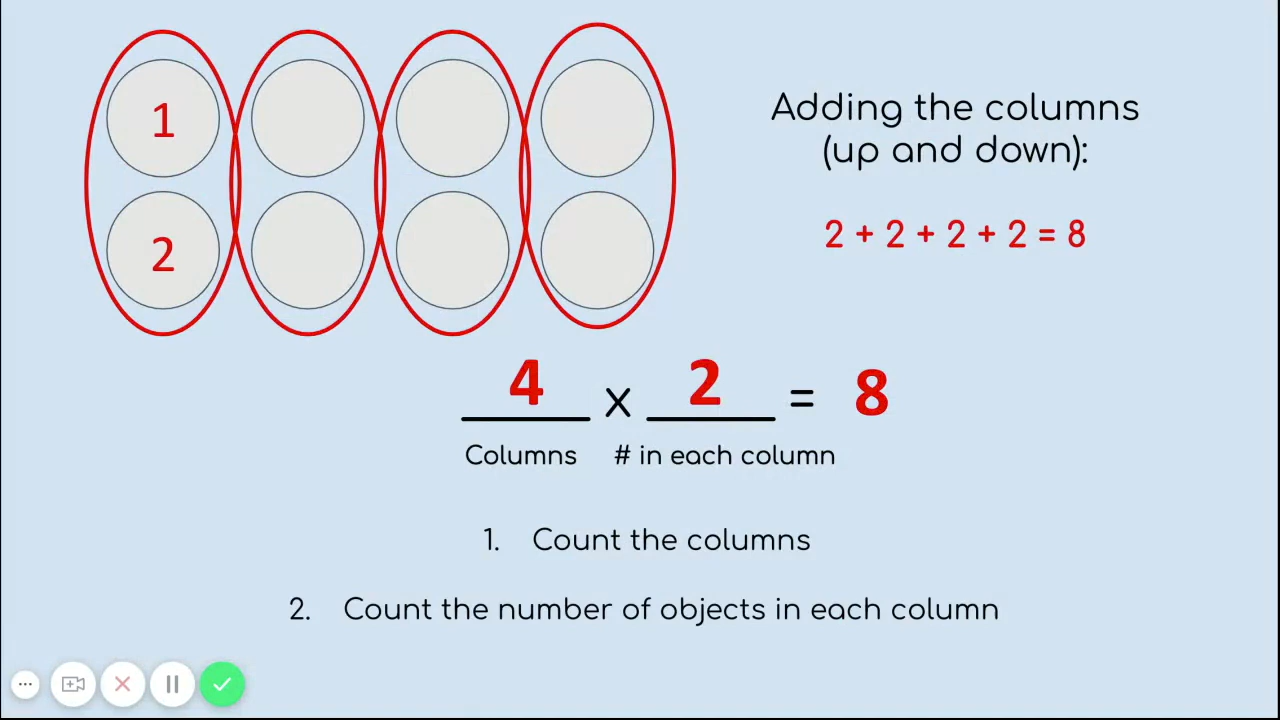 1
2
Adding the columns
(up and down):
2 + 2 + 2 + 2 = 8
4 x 2 = 8
Columns # in each column
1. Count the columns
2. Count the number of objects in each column